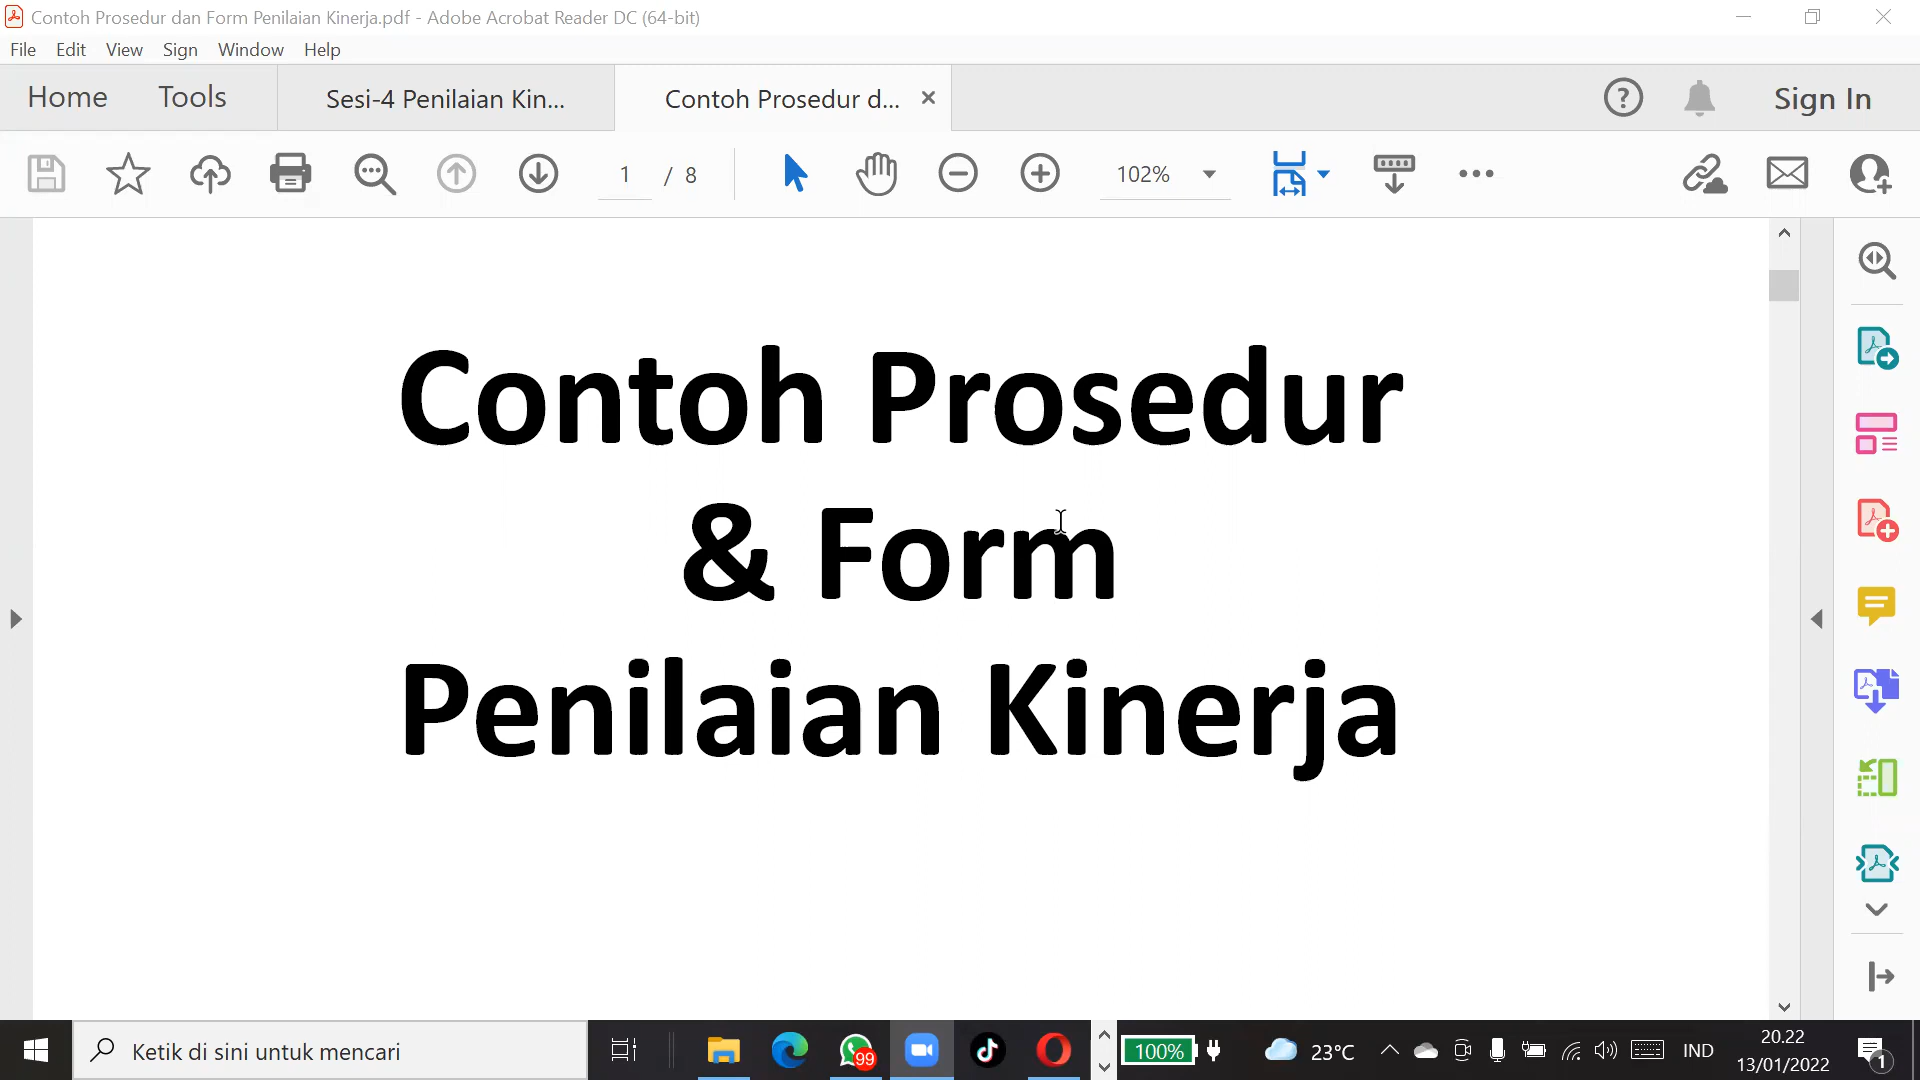 Contoh Prosedur dan Form Penilaian Kinerja.pdf - Adobe Acrobat Reader DC (64-bit)
File Edit View Sign Window Help
Home Tools Sesi-4 Penilaian Kin... Contoh Prosedur d... Sign In
1 / 8 102%
Contoh Prosedur
& Form
Penilaian Kinerja
Ketik di sini untuk mencari 99 100% 23°C IND 20.22
13/01/2022 1